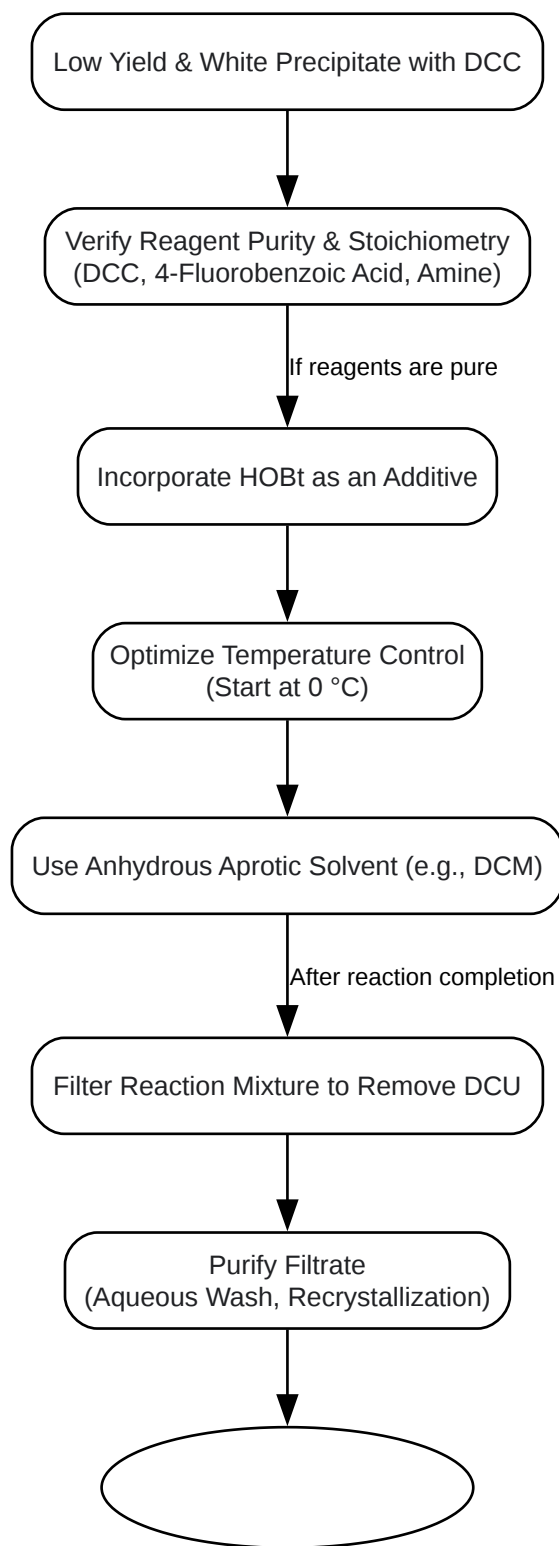 Low Yield & White Precipitate with DCC
Verify Reagent Purity & Stoichiometry
(DCC, 4-Fluorobenzoic Acid, Amine)
If reagents are pure
Incorporate HOBt as an Additive
Optimize Temperature Control
(Start at 0 °C)
Use Anhydrous Aprotic Solvent (e.g., DCM)
After reaction completion
Filter Reaction Mixture to Remove DCU
Purify Filtrate
(Aqueous Wash, Recrystallization)